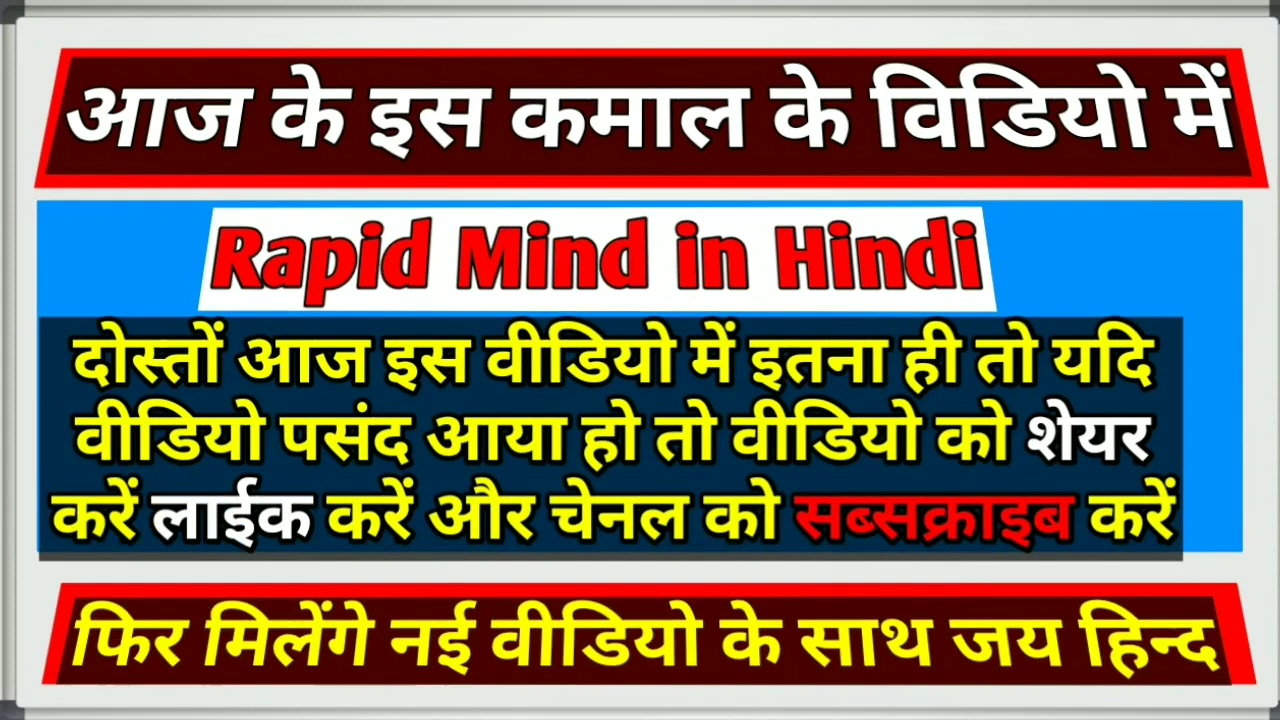 आज के इस कमाल के विडियो में
Rapid Mind in Hindi
दोस्तों आज इस वीडियो में इतना ही तो यदि
वीडियो पसंद आया हो तो वीडियो को शेयर
करें लाईक करें और चेनल को सब्सक्राइब करें
फिर मिलेंगे नई वीडियो के साथ जय हिन्द